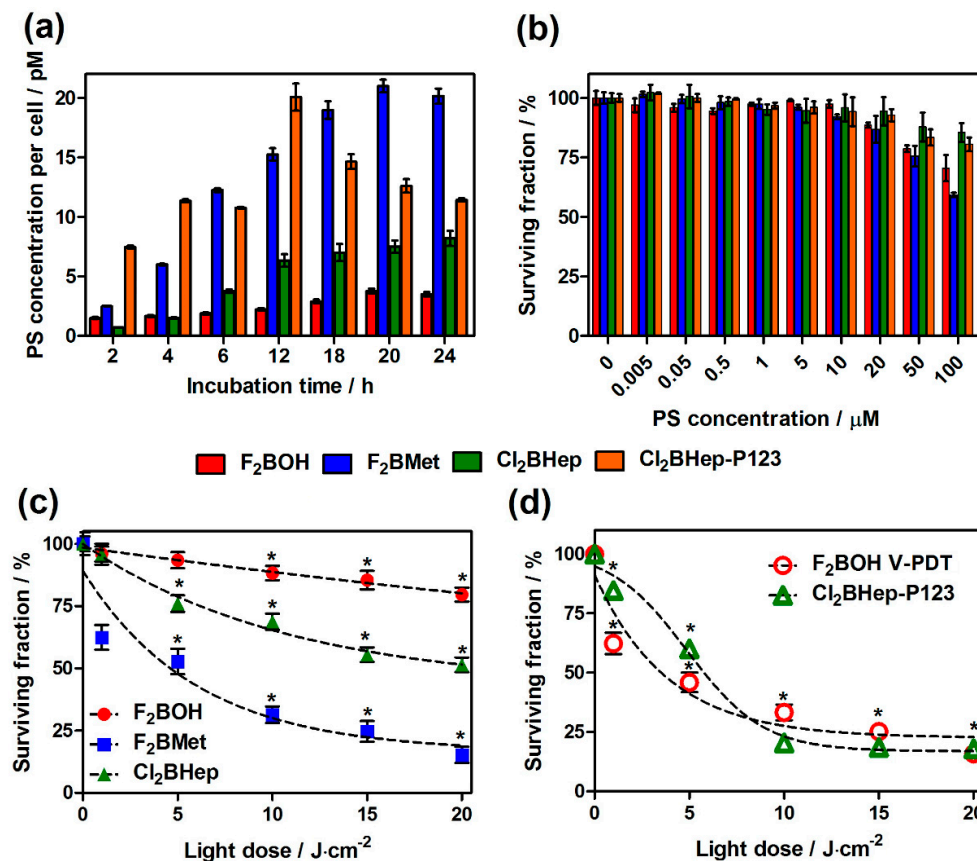 (a)
PS concentration per cell / pM
20
15
10
5
0
2 4 6 12 18 20 24
Incubation time / h
(b)
Surviving fraction / %
100
75
50
25
0
0 0.005 0.05 0.5 1 5 10 20 50 100
PS concentration / μM
F₂BOH F₂BMet Cl₂BHep Cl₂BHep-P123
(c)
Surviving fraction / %
100
75
50
25
0
* * *
* * * *
* * * *
F₂BOH
F₂BMet
Cl₂BHep
0 5 10 15 20
Light dose / J·cm⁻²
(d)
Surviving fraction / %
100
75
50
25
0
F₂BOH V-PDT
Cl₂BHep-P123
* *
* * * * *
0 5 10 15 20
Light dose / J·cm⁻²